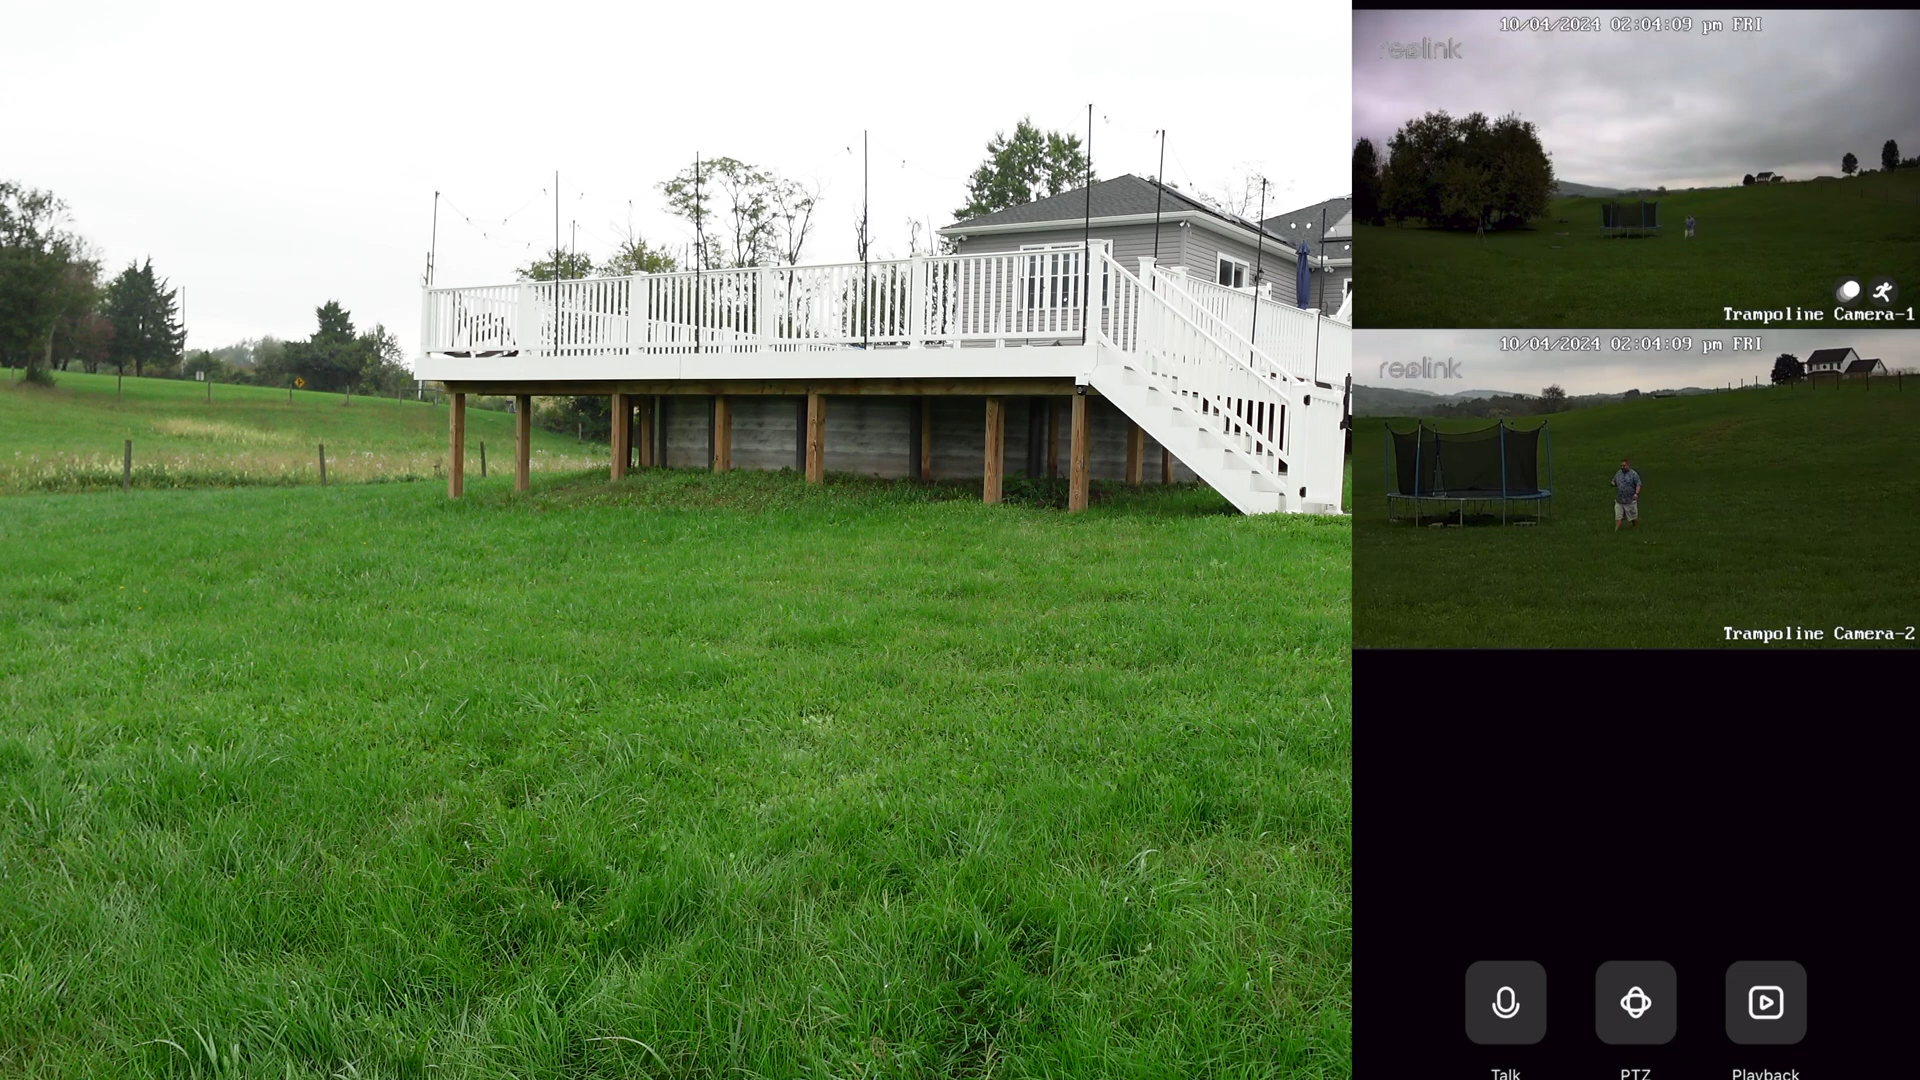 10/04/2024 02:04:09 pm FRI
reolink
Trampoline Camera-1
10/04/2024 02:04:09 pm FRI
reolink
Trampoline Camera-2
Talk
PTZ
Playback